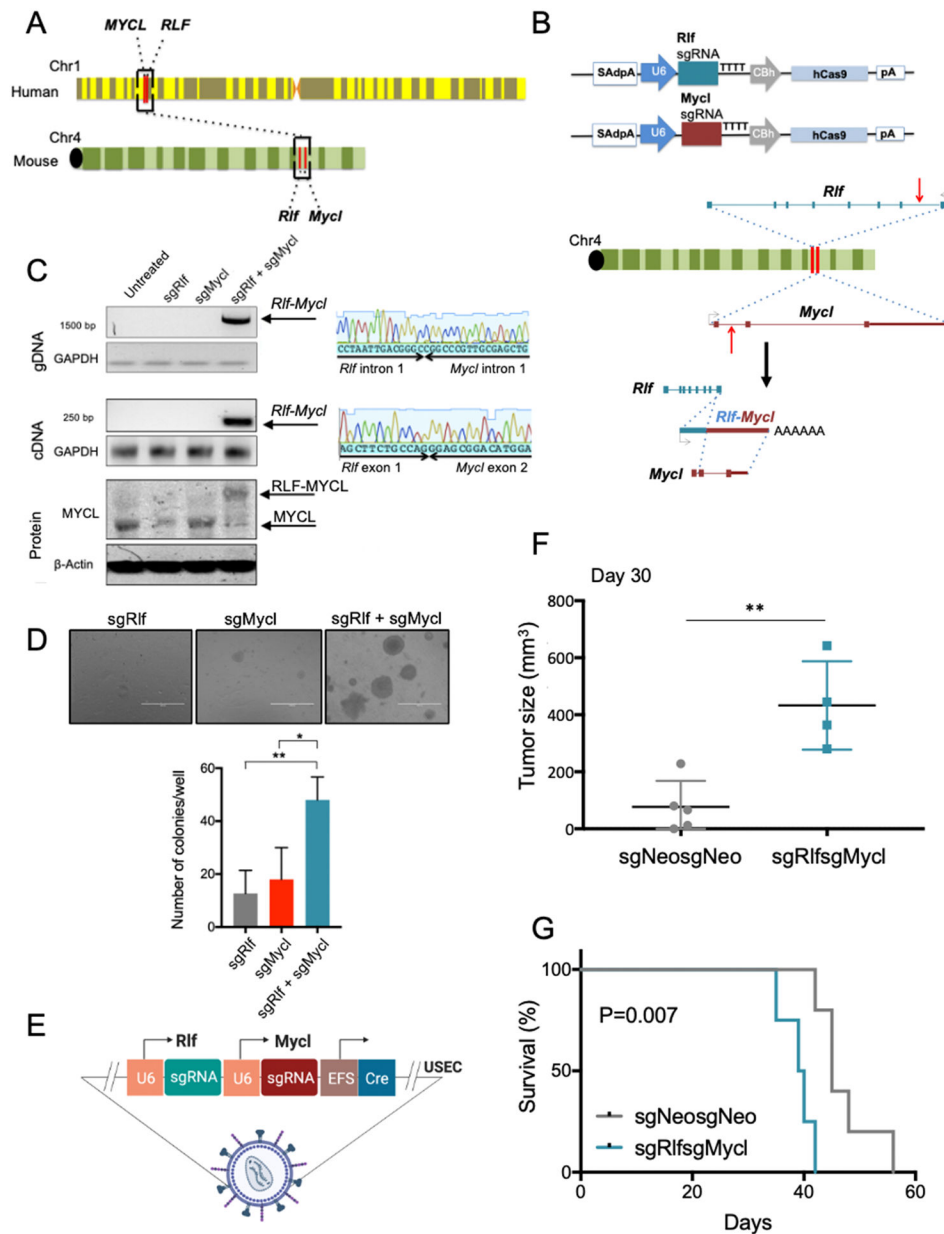 A
MYCL RLF
Chr1
Human
Chr4
Mouse
Rlf Mycl
B
Rlf
sgRNA
SAdpA U6 TTTT CBh hCas9 pA
Mycl
sgRNA
SAdpA U6 TTTT CBh hCas9 pA
Rlf
Chr4
Mycl
Rlf
Rlf-Mycl
AAAAAA
Mycl
C
Untreated
sgRlf
sgMycl
sgRlf + sgMycl
gDNA
1500 bp
Rlf-Mycl
GAPDH
CCTAATTGACGGGCCGGCCCGTTGCGAGCTG
Rlf intron 1 Mycl intron 1
cDNA
250 bp
Rlf-Mycl
GAPDH
AGCTTCTGCCAGGGAGCGGACATGGA
Rlf exon 1 Mycl exon 2
Protein
RLF-MYCL
MYCL
MYCL
β-Actin
D
sgRlf sgMycl sgRlf + sgMycl
*
**
Number of colonies/well
60
40
20
0
sgRlf
sgMycl
sgRlf + sgMycl
E
Rlf Mycl
U6 sgRNA U6 sgRNA EFS Cre
USEC
F
Day 30
**
Tumor size (mm³)
800
600
400
200
0
sgNeosgNeo sgRlfsgMycl
G
P=0.007
Survival (%)
100
50
0
sgNeosgNeo
sgRlfsgMycl
0 20 40 60
Days